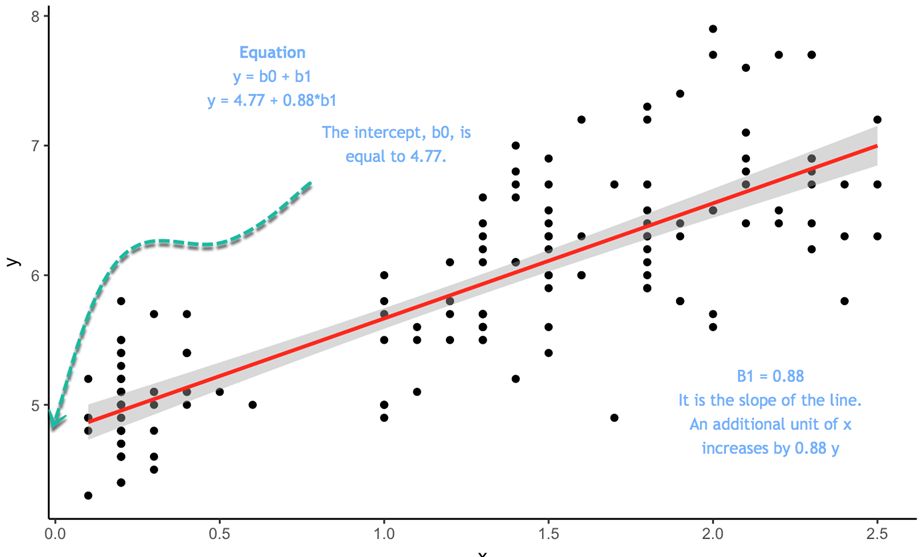 8
Equation
y = b0 + b1
y = 4.77 + 0.88*b1
The intercept, b0, is
equal to 4.77.
7
y
6
B1 = 0.88
It is the slope of the line.
An additional unit of x
increases by 0.88 y
5
0.0 0.5 1.0 1.5 2.0 2.5
x